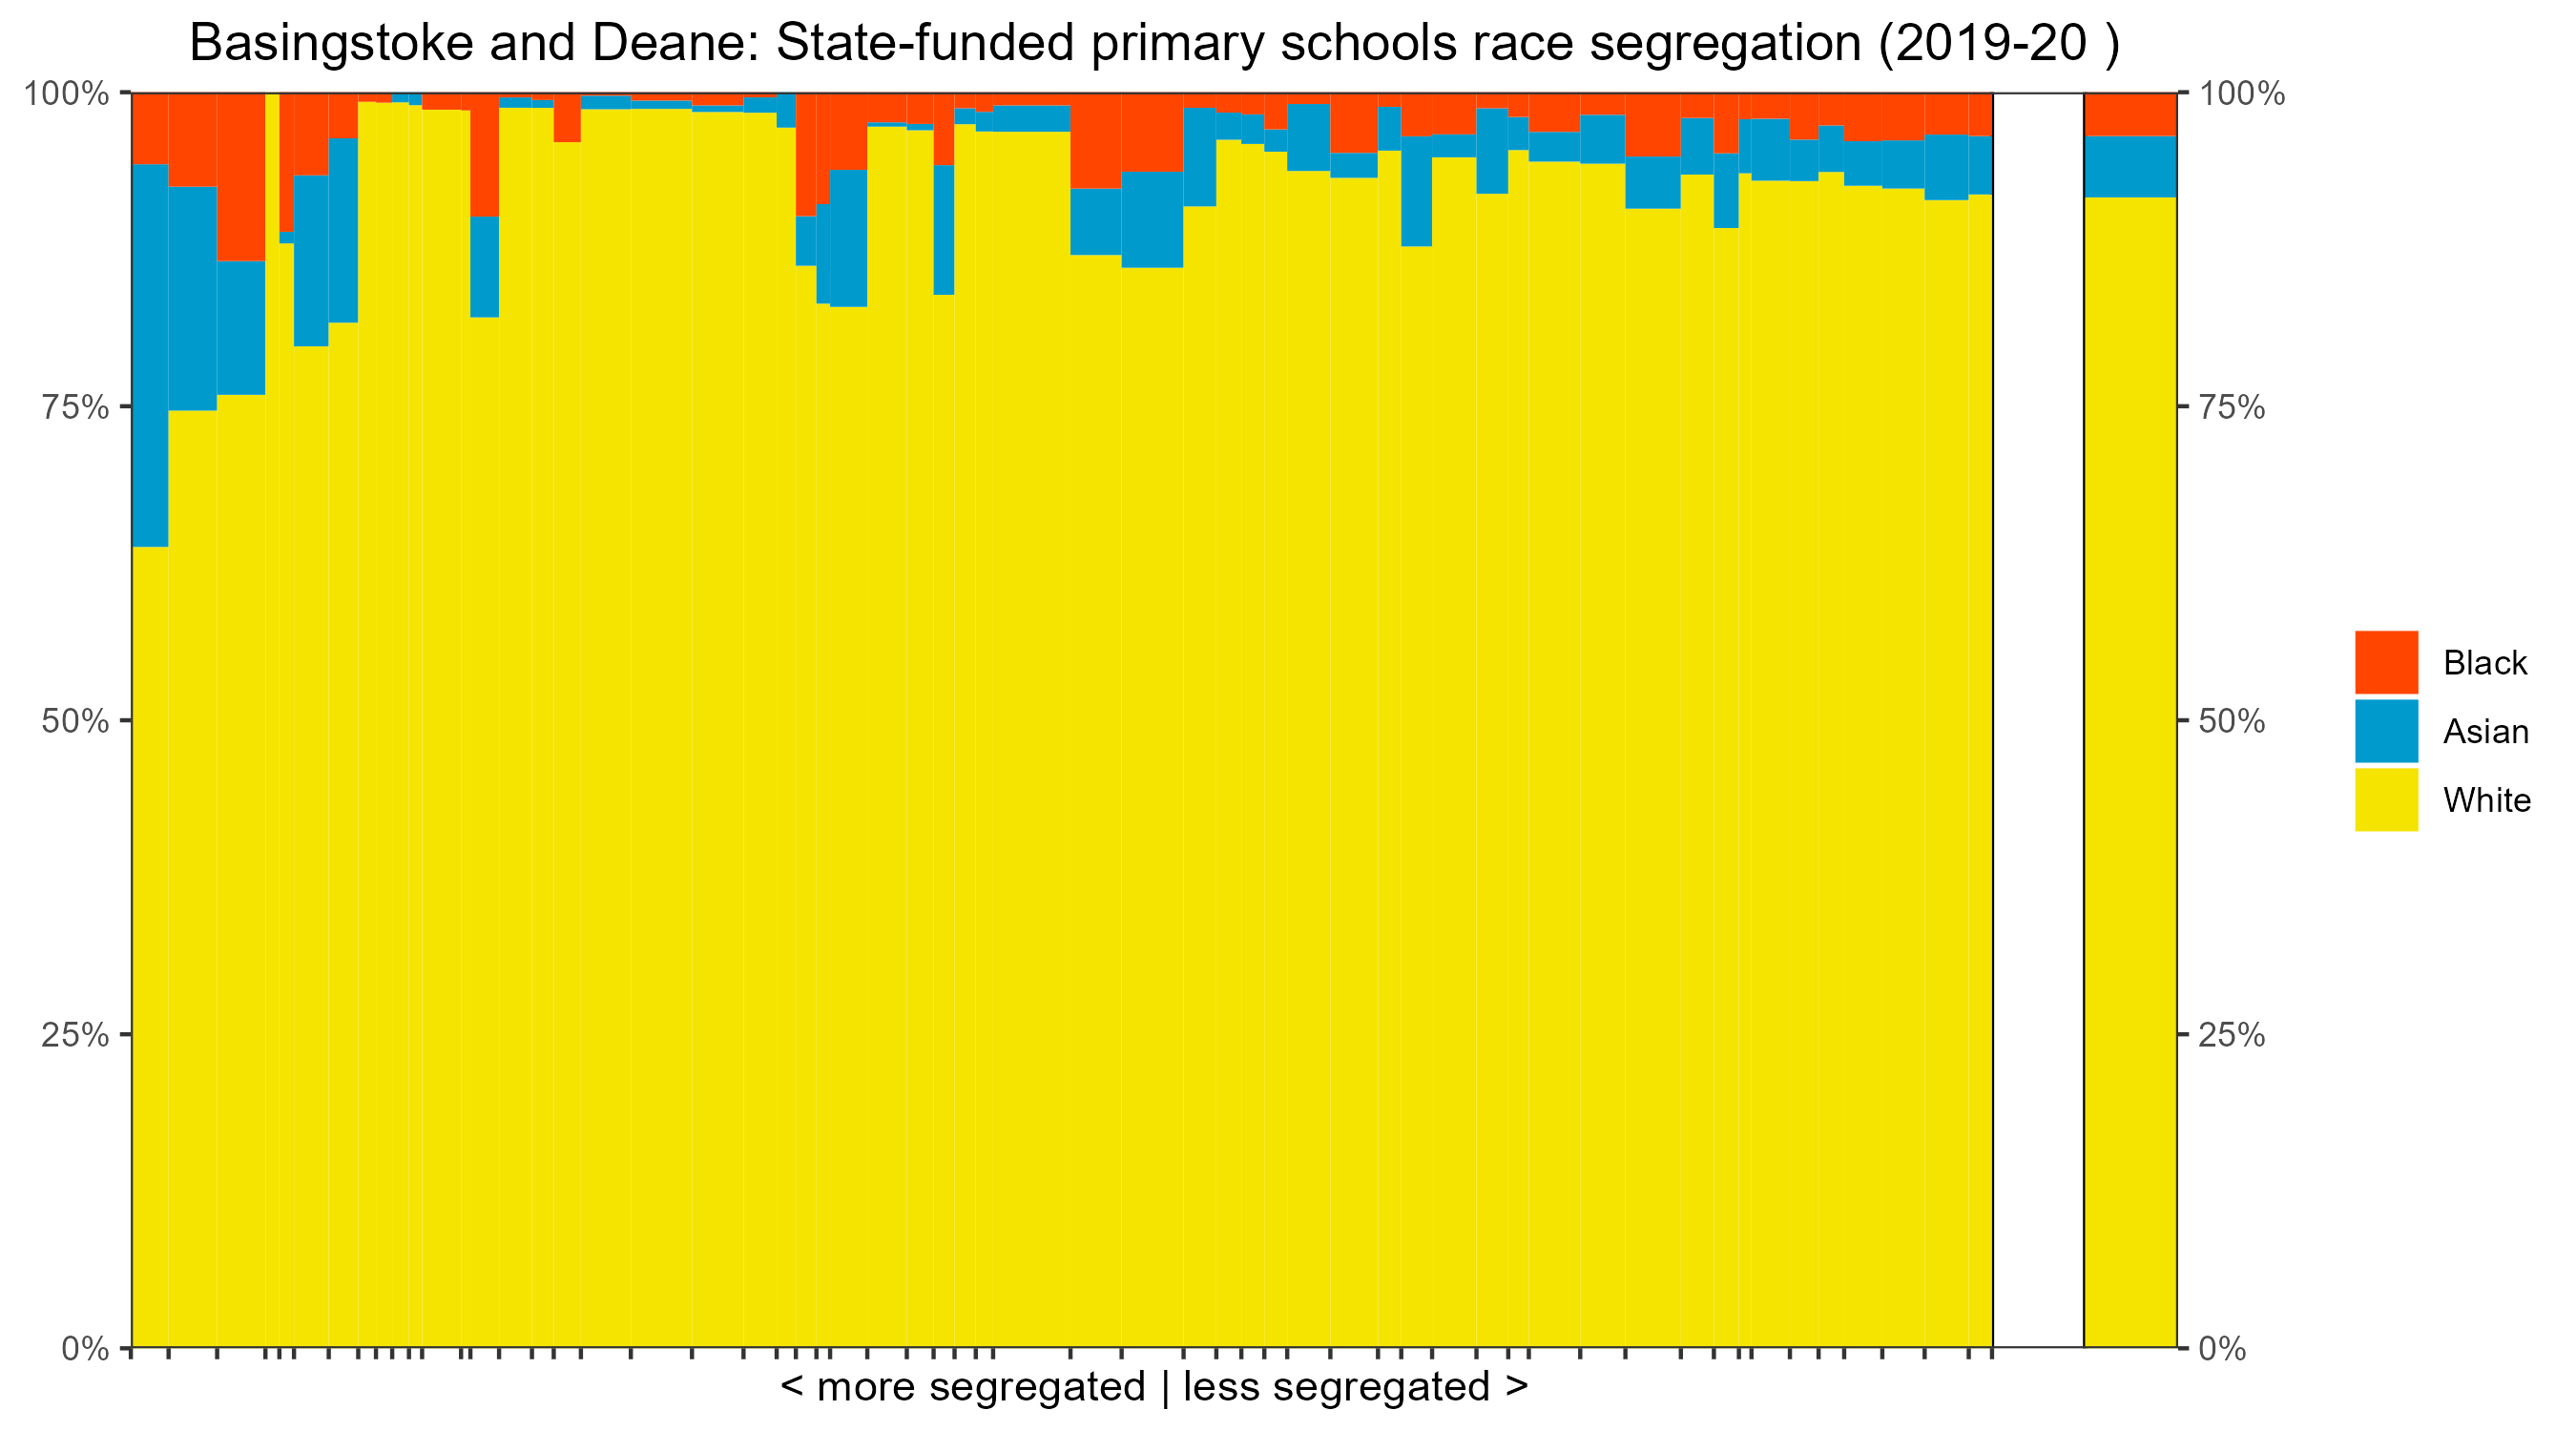 Basingstoke and Deane: State-funded primary schools race segregation (2019-20 )
100%
75%
50%
25%
0%
100%
75%
50%
25%
0%
Black
Asian
White
< more segregated | less segregated >